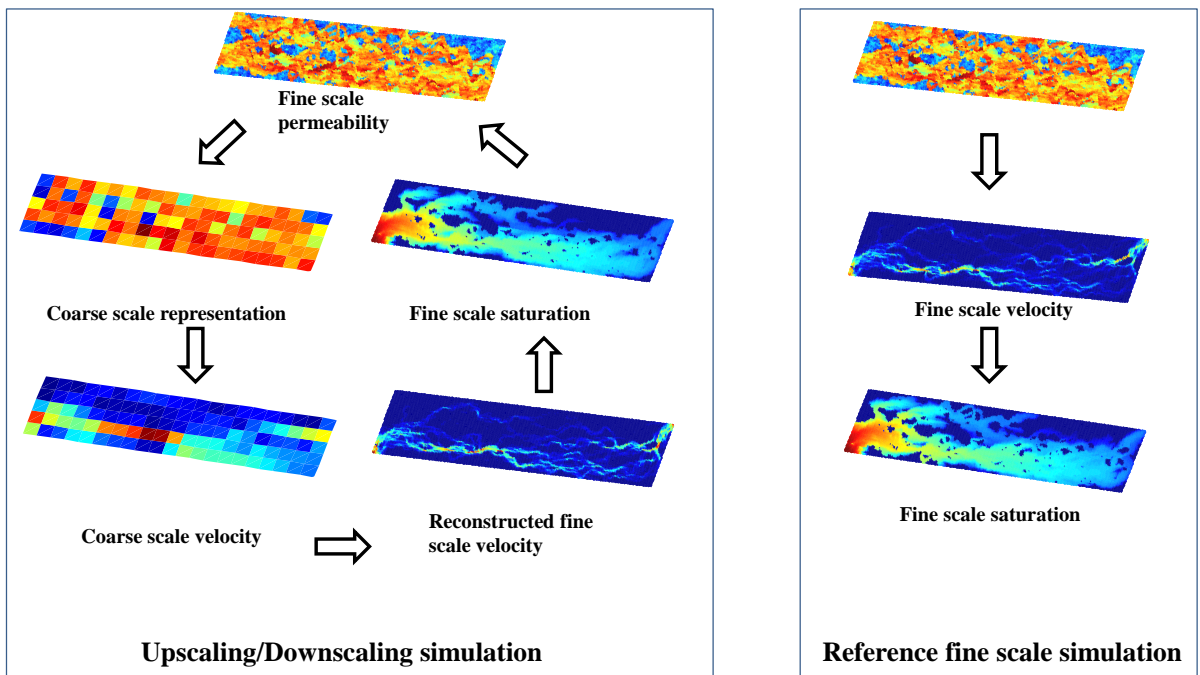 Fine scale
permeability
Coarse scale representation
Fine scale saturation
Coarse scale velocity
Reconstructed fine
scale velocity
Upscaling/Downscaling simulation
Fine scale velocity
Fine scale saturation
Reference fine scale simulation